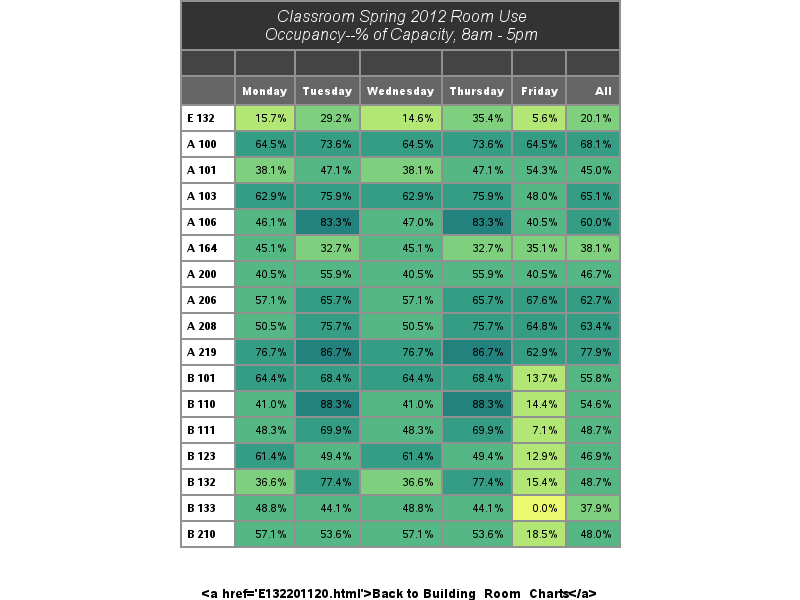 Classroom Spring 2012 Room Use
Occupancy--% of Capacity, 8am - 5pm
Monday Tuesday Wednesday Thursday Friday All
E 132 15.7% 29.2% 14.6% 35.4% 5.6% 20.1%
A 100 64.5% 73.6% 64.5% 73.6% 64.5% 68.1%
A 101 38.1% 47.1% 38.1% 47.1% 54.3% 45.0%
A 103 62.9% 75.9% 62.9% 75.9% 48.0% 65.1%
A 106 46.1% 83.3% 47.0% 83.3% 40.5% 60.0%
A 164 45.1% 32.7% 45.1% 32.7% 35.1% 38.1%
A 200 40.5% 55.9% 40.5% 55.9% 40.5% 46.7%
A 206 57.1% 65.7% 57.1% 65.7% 67.6% 62.7%
A 208 50.5% 75.7% 50.5% 75.7% 64.8% 63.4%
A 219 76.7% 86.7% 76.7% 86.7% 62.9% 77.9%
B 101 64.4% 68.4% 64.4% 68.4% 13.7% 55.8%
B 110 41.0% 88.3% 41.0% 88.3% 14.4% 54.6%
B 111 48.3% 69.9% 48.3% 69.9% 7.1% 48.7%
B 123 61.4% 49.4% 61.4% 49.4% 12.9% 46.9%
B 132 36.6% 77.4% 36.6% 77.4% 15.4% 48.7%
B 133 48.8% 44.1% 48.8% 44.1% 0.0% 37.9%
B 210 57.1% 53.6% 57.1% 53.6% 18.5% 48.0%
<a href='E132201120.html'>Back to Building_Room_Charts</a>